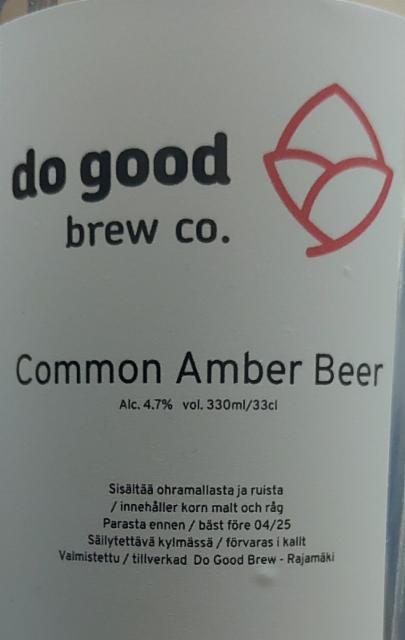 do good
brew co.
Common Amber Beer
Alc. 4.7% vol. 330ml/33cl
Sisältää ohramallasta ja ruista
/ innehåller korn malt och råg
Parasta ennen / bäst före 04/25
Säilytettävä kylmässä / förvaras i kallt
Valmistettu / tillverkad Do Good Brew - Rajamäki